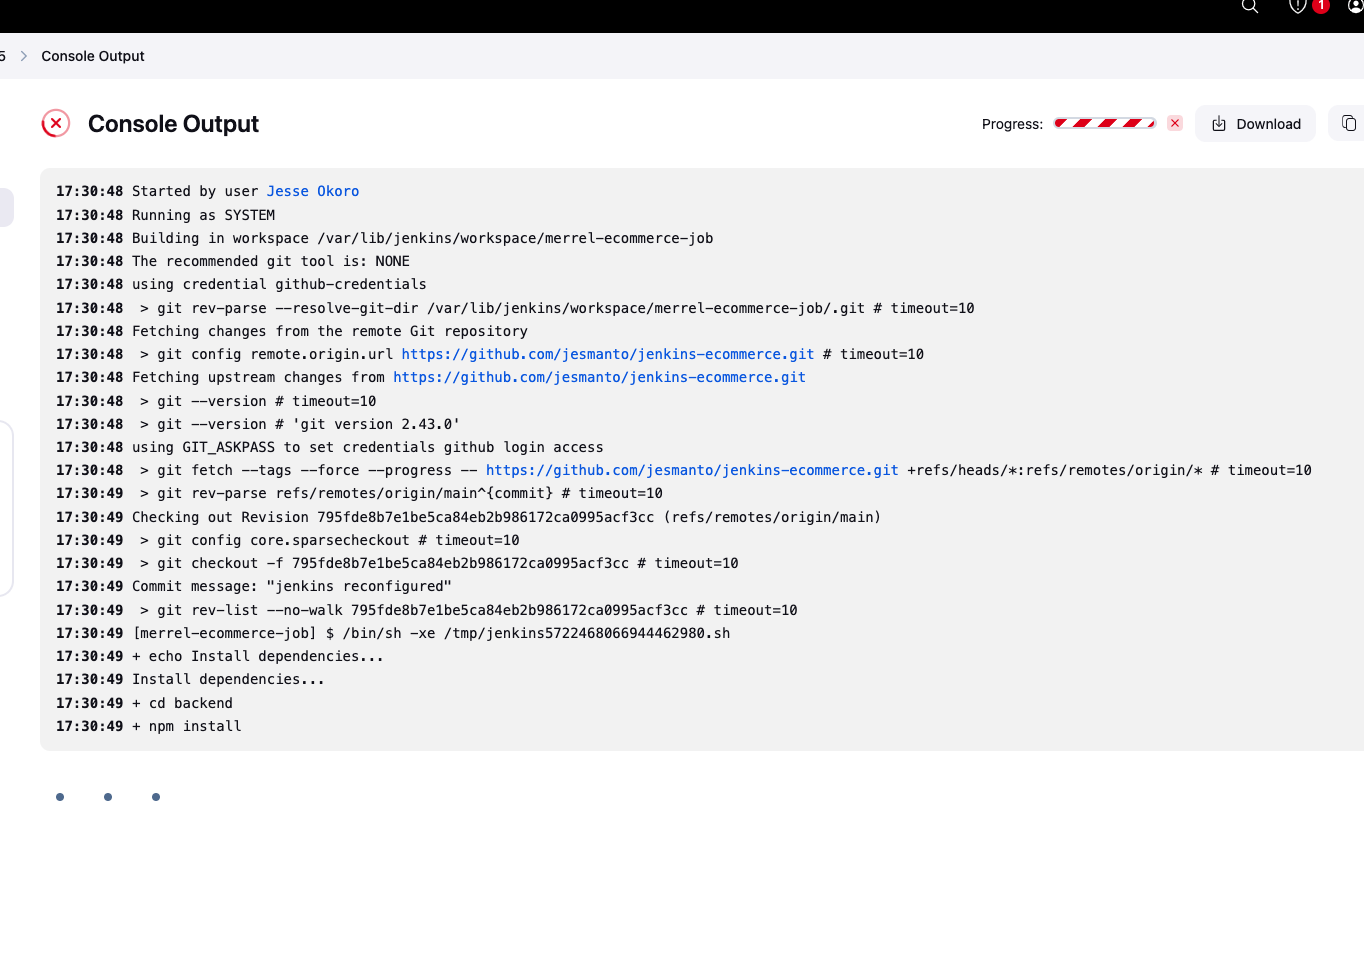 1
5 > Console Output
Console Output
Progress:
Download
17:30:48 Started by user Jesse Okoro
17:30:48 Running as SYSTEM
17:30:48 Building in workspace /var/lib/jenkins/workspace/merrel-ecommerce-job
17:30:48 The recommended git tool is: NONE
17:30:48 using credential github-credentials
17:30:48  > git rev-parse --resolve-git-dir /var/lib/jenkins/workspace/merrel-ecommerce-job/.git # timeout=10
17:30:48 Fetching changes from the remote Git repository
17:30:48  > git config remote.origin.url https://github.com/jesmanto/jenkins-ecommerce.git # timeout=10
17:30:48 Fetching upstream changes from https://github.com/jesmanto/jenkins-ecommerce.git
17:30:48  > git --version # timeout=10
17:30:48  > git --version # 'git version 2.43.0'
17:30:48 using GIT_ASKPASS to set credentials github login access
17:30:48  > git fetch --tags --force --progress -- https://github.com/jesmanto/jenkins-ecommerce.git +refs/heads/*:refs/remotes/origin/* # timeout=10
17:30:49  > git rev-parse refs/remotes/origin/main^{commit} # timeout=10
17:30:49 Checking out Revision 795fde8b7e1be5ca84eb2b986172ca0995acf3cc (refs/remotes/origin/main)
17:30:49  > git config core.sparsecheckout # timeout=10
17:30:49  > git checkout -f 795fde8b7e1be5ca84eb2b986172ca0995acf3cc # timeout=10
17:30:49 Commit message: "jenkins reconfigured"
17:30:49  > git rev-list --no-walk 795fde8b7e1be5ca84eb2b986172ca0995acf3cc # timeout=10
17:30:49 [merrel-ecommerce-job] $ /bin/sh -xe /tmp/jenkins5722468066944462980.sh
17:30:49 + echo Install dependencies...
17:30:49 Install dependencies...
17:30:49 + cd backend
17:30:49 + npm install